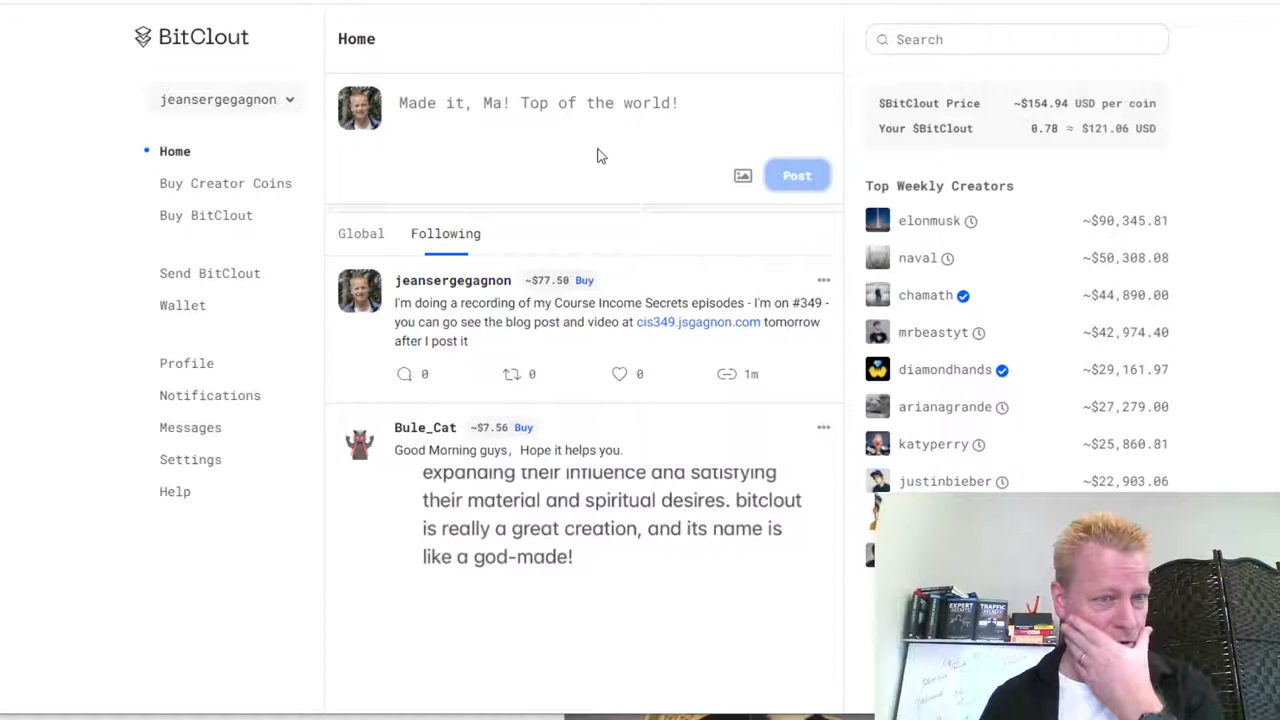 BitClout
jeansergegagnon
Home
Buy Creator Coins
Buy BitClout
Send BitClout
Wallet
Profile
Notifications
Messages
Settings
Help
Home
Made it, Ma! Top of the world!
Post
Global Following
jeansergegagnon ~$77.50 Buy
I'm doing a recording of my Course Income Secrets episodes - I'm on #349 -
you can go see the blog post and video at cis349.jsgagnon.com tomorrow
after I post it
0 0 0 1m
Bule_Cat ~$7.56 Buy
Good Morning guys, Hope it helps you.
expanding their influence and satisfying
their material and spiritual desires. bitclout
is really a great creation, and its name is
like a god-made!
Search
$BitClout Price ~$154.94 USD per coin
Your $BitClout 0.78 ≈ $121.06 USD
Top Weekly Creators
elonmusk ~$90,345.81
naval ~$50,308.08
chamath ~$44,890.00
mrbeastyt ~$42,974.40
diamondhands ~$29,161.97
arianagrande ~$27,279.00
katyperry ~$25,860.81
justinbieber ~$22,903.06
EXPERT
SECRETS
TRAFFIC
SECRETS